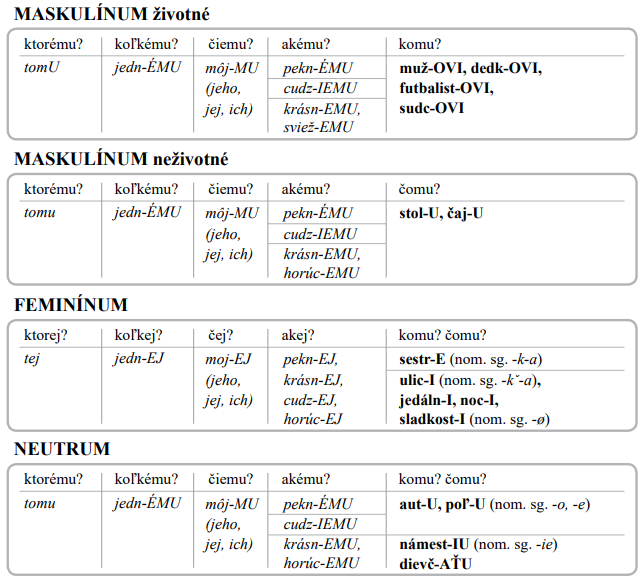 MASKULÍNUM životné
ktorému? koľkému? čiemu? akému? komu?
tomU jedn-ÉMU môj-MU pekn-ÉMU muž-OVI, dedk-OVI,
(jeho, cudz-IEMU futbalist-OVI,
jej, ich) krásn-EMU, sudc-OVI
sviež-EMU
MASKULÍNUM neživotné
ktorému? koľkému? čiemu? akému? čomu?
tomu jedn-ÉMU môj-MU pekn-ÉMU stol-U, čaj-U
(jeho, cudz-IEMU
jej, ich) krásn-EMU,
horúc-EMU
FEMINÍNUM
ktorej? koľkej? čej? akej? komu? čomu?
tej jedn-EJ moj-EJ pekn-EJ, sestr-E (nom. sg. -k-a)
(jeho, krásn-EJ, ulic-I (nom. sg. -kˇ-a),
jej, ich) cudz-EJ, jedáln-I, noc-I,
horúc-EJ sladkost-I (nom. sg. -ø)
NEUTRUM
ktorému? koľkému? čiemu? akému? komu? čomu?
tomu jedn-ÉMU môj-MU pekn-ÉMU aut-U, poľ-U (nom. sg. -o, -e)
(jeho, cudz-IEMU
jej, ich) krásn-EMU, námest-IU (nom. sg. -ie)
horúc-EMU dievč-AŤU